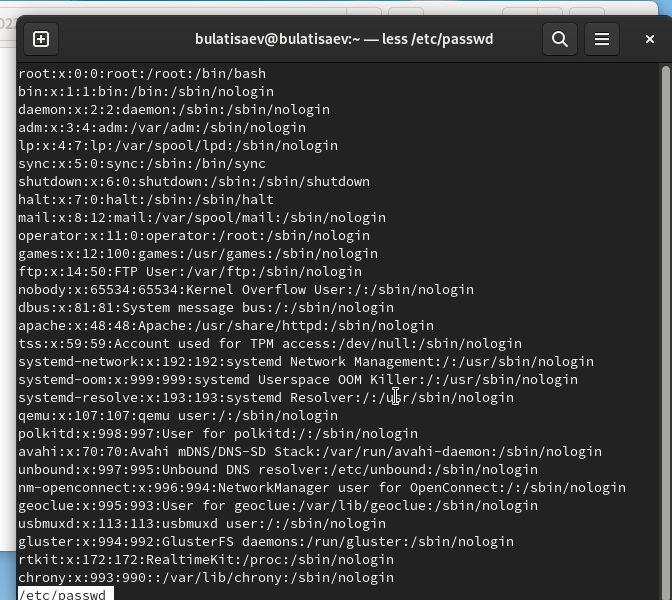 bulatisaev@bulatisaev:~ — less /etc/passwd
root:x:0:0:root:/root:/bin/bash
bin:x:1:1:bin:/bin:/sbin/nologin
daemon:x:2:2:daemon:/sbin:/sbin/nologin
adm:x:3:4:adm:/var/adm:/sbin/nologin
lp:x:4:7:lp:/var/spool/lpd:/sbin/nologin
sync:x:5:0:sync:/sbin:/bin/sync
shutdown:x:6:0:shutdown:/sbin:/sbin/shutdown
halt:x:7:0:halt:/sbin:/sbin/halt
mail:x:8:12:mail:/var/spool/mail:/sbin/nologin
operator:x:11:0:operator:/root:/sbin/nologin
games:x:12:100:games:/usr/games:/sbin/nologin
ftp:x:14:50:FTP User:/var/ftp:/sbin/nologin
nobody:x:65534:65534:Kernel Overflow User:/:/sbin/nologin
dbus:x:81:81:System message bus:/:/sbin/nologin
apache:x:48:48:Apache:/usr/share/httpd:/sbin/nologin
tss:x:59:59:Account used for TPM access:/dev/null:/sbin/nologin
systemd-network:x:192:192:systemd Network Management:/:/usr/sbin/nologin
systemd-oom:x:999:999:systemd Userspace OOM Killer:/:/usr/sbin/nologin
systemd-resolve:x:193:193:systemd Resolver:/:/usr/sbin/nologin
qemu:x:107:107:qemu user:/:/sbin/nologin
polkitd:x:998:997:User for polkitd:/:/sbin/nologin
avahi:x:70:70:Avahi mDNS/DNS-SD Stack:/var/run/avahi-daemon:/sbin/nologin
unbound:x:997:995:Unbound DNS resolver:/etc/unbound:/sbin/nologin
nm-openconnect:x:996:994:NetworkManager user for OpenConnect:/:/sbin/nologin
geoclue:x:995:993:User for geoclue:/var/lib/geoclue:/sbin/nologin
usbmuxd:x:113:113:usbmuxd user:/:/sbin/nologin
gluster:x:994:992:GlusterFS daemons:/run/gluster:/sbin/nologin
rtkit:x:172:172:RealtimeKit:/proc:/sbin/nologin
chrony:x:993:990::/var/lib/chrony:/sbin/nologin
/etc/passwd